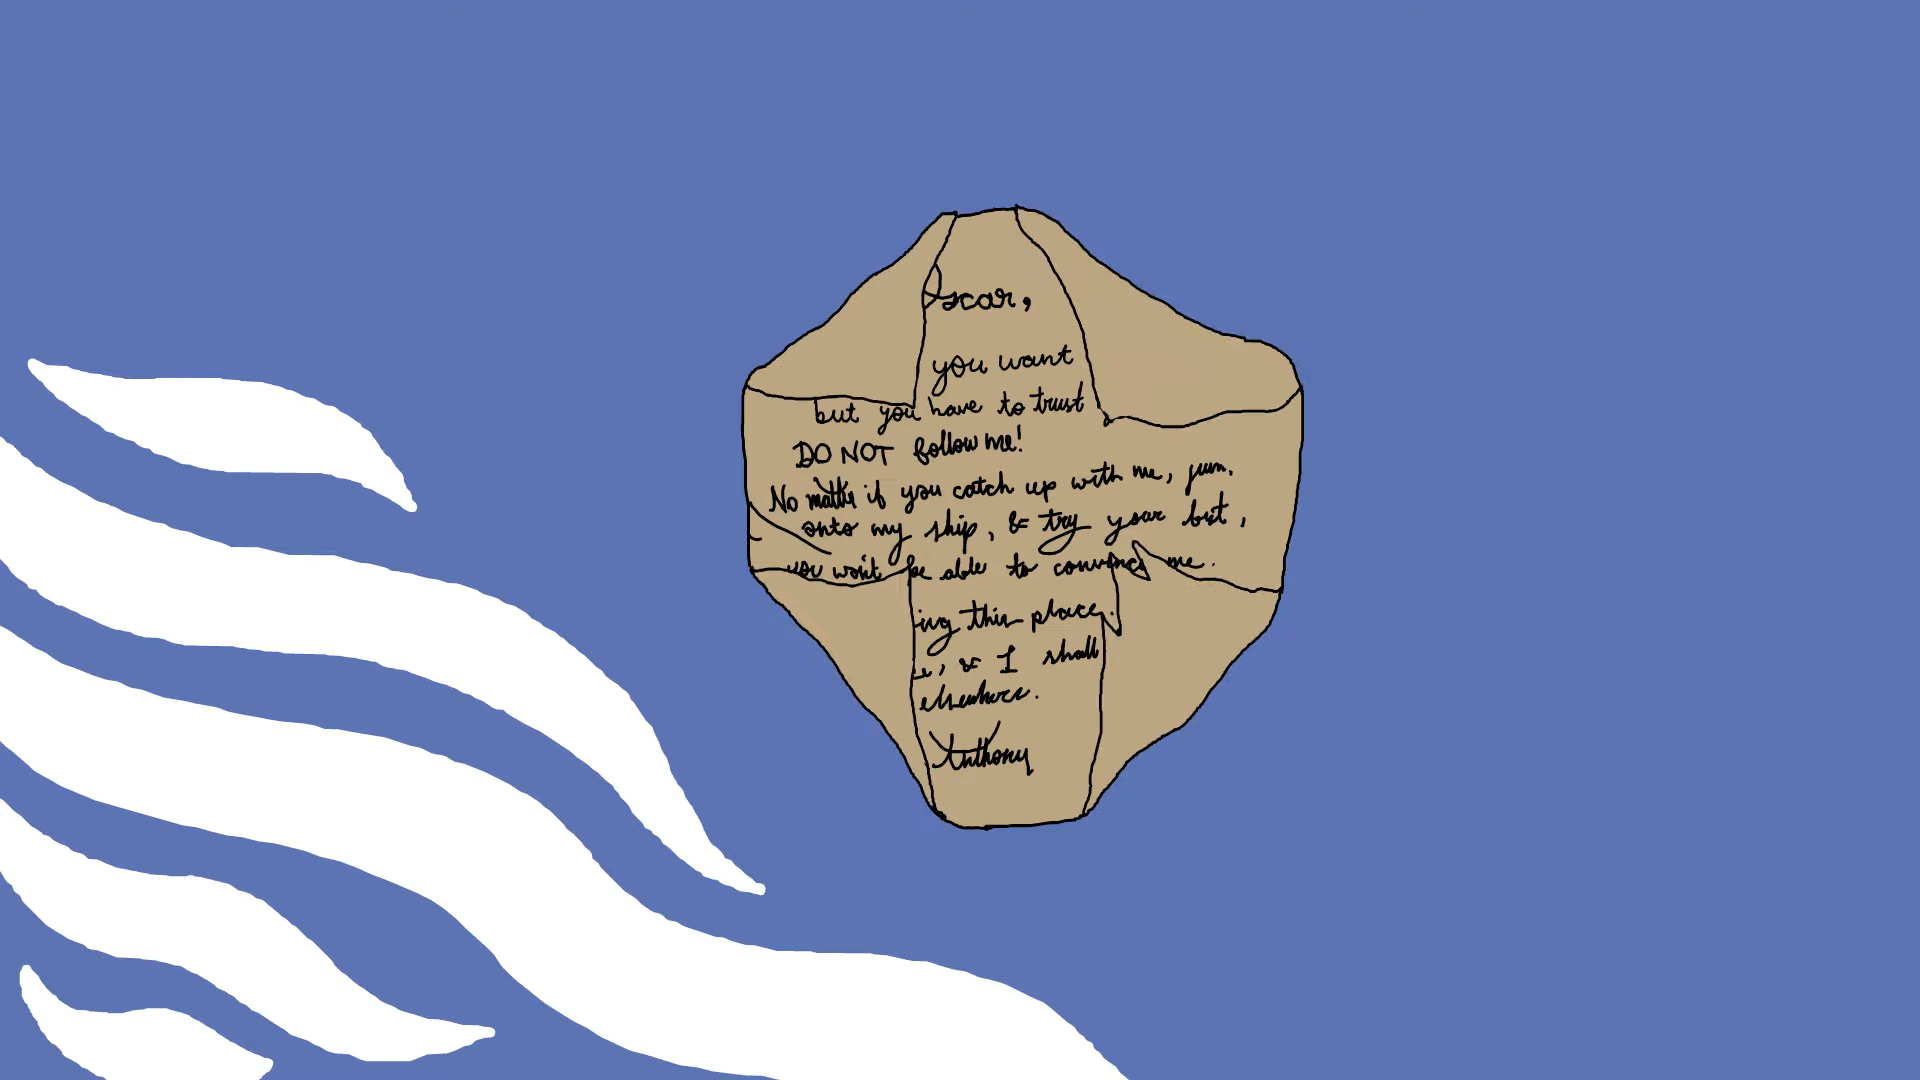 Oscar,
you want
but you have to trust
DO NOT follow me!
No matter if you catch up with me, jum
onto my ship, & try your best,
you won't be able to convince me.
ing this place.
e, & I shall
elsewhere.
Anthony